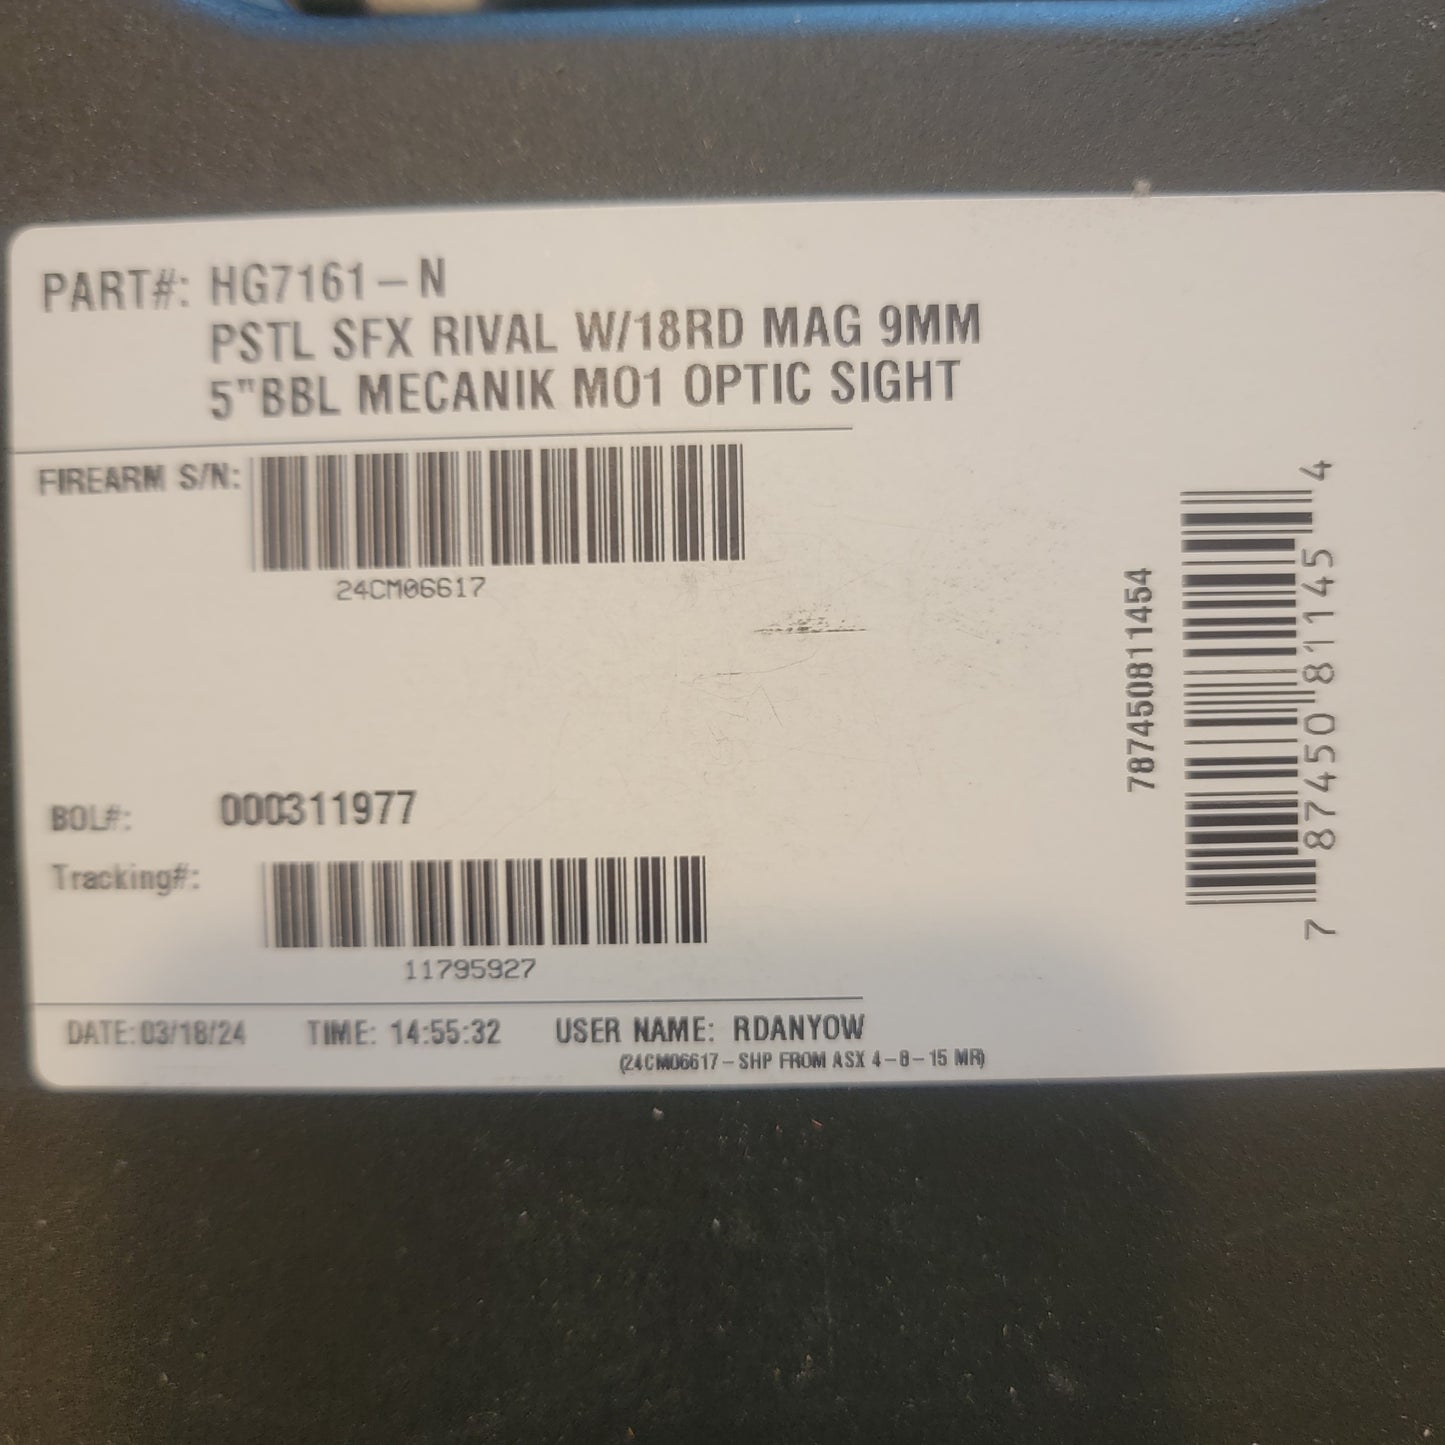 PART#: HG7161-N
PSTL SFX RIVAL W/18RD MAG 9MM
5"BBL MECANIK MO1 OPTIC SIGHT
FIREARM S/N:
24CM06617
BOL#: 000311977
Tracking#:
11795927
DATE: 03/18/24 TIME: 14:55:32 USER NAME: RDANYOW
(24CM06617-SHP FROM ASX 4-8-15 MR)
787450811454
7 87450 81145 4